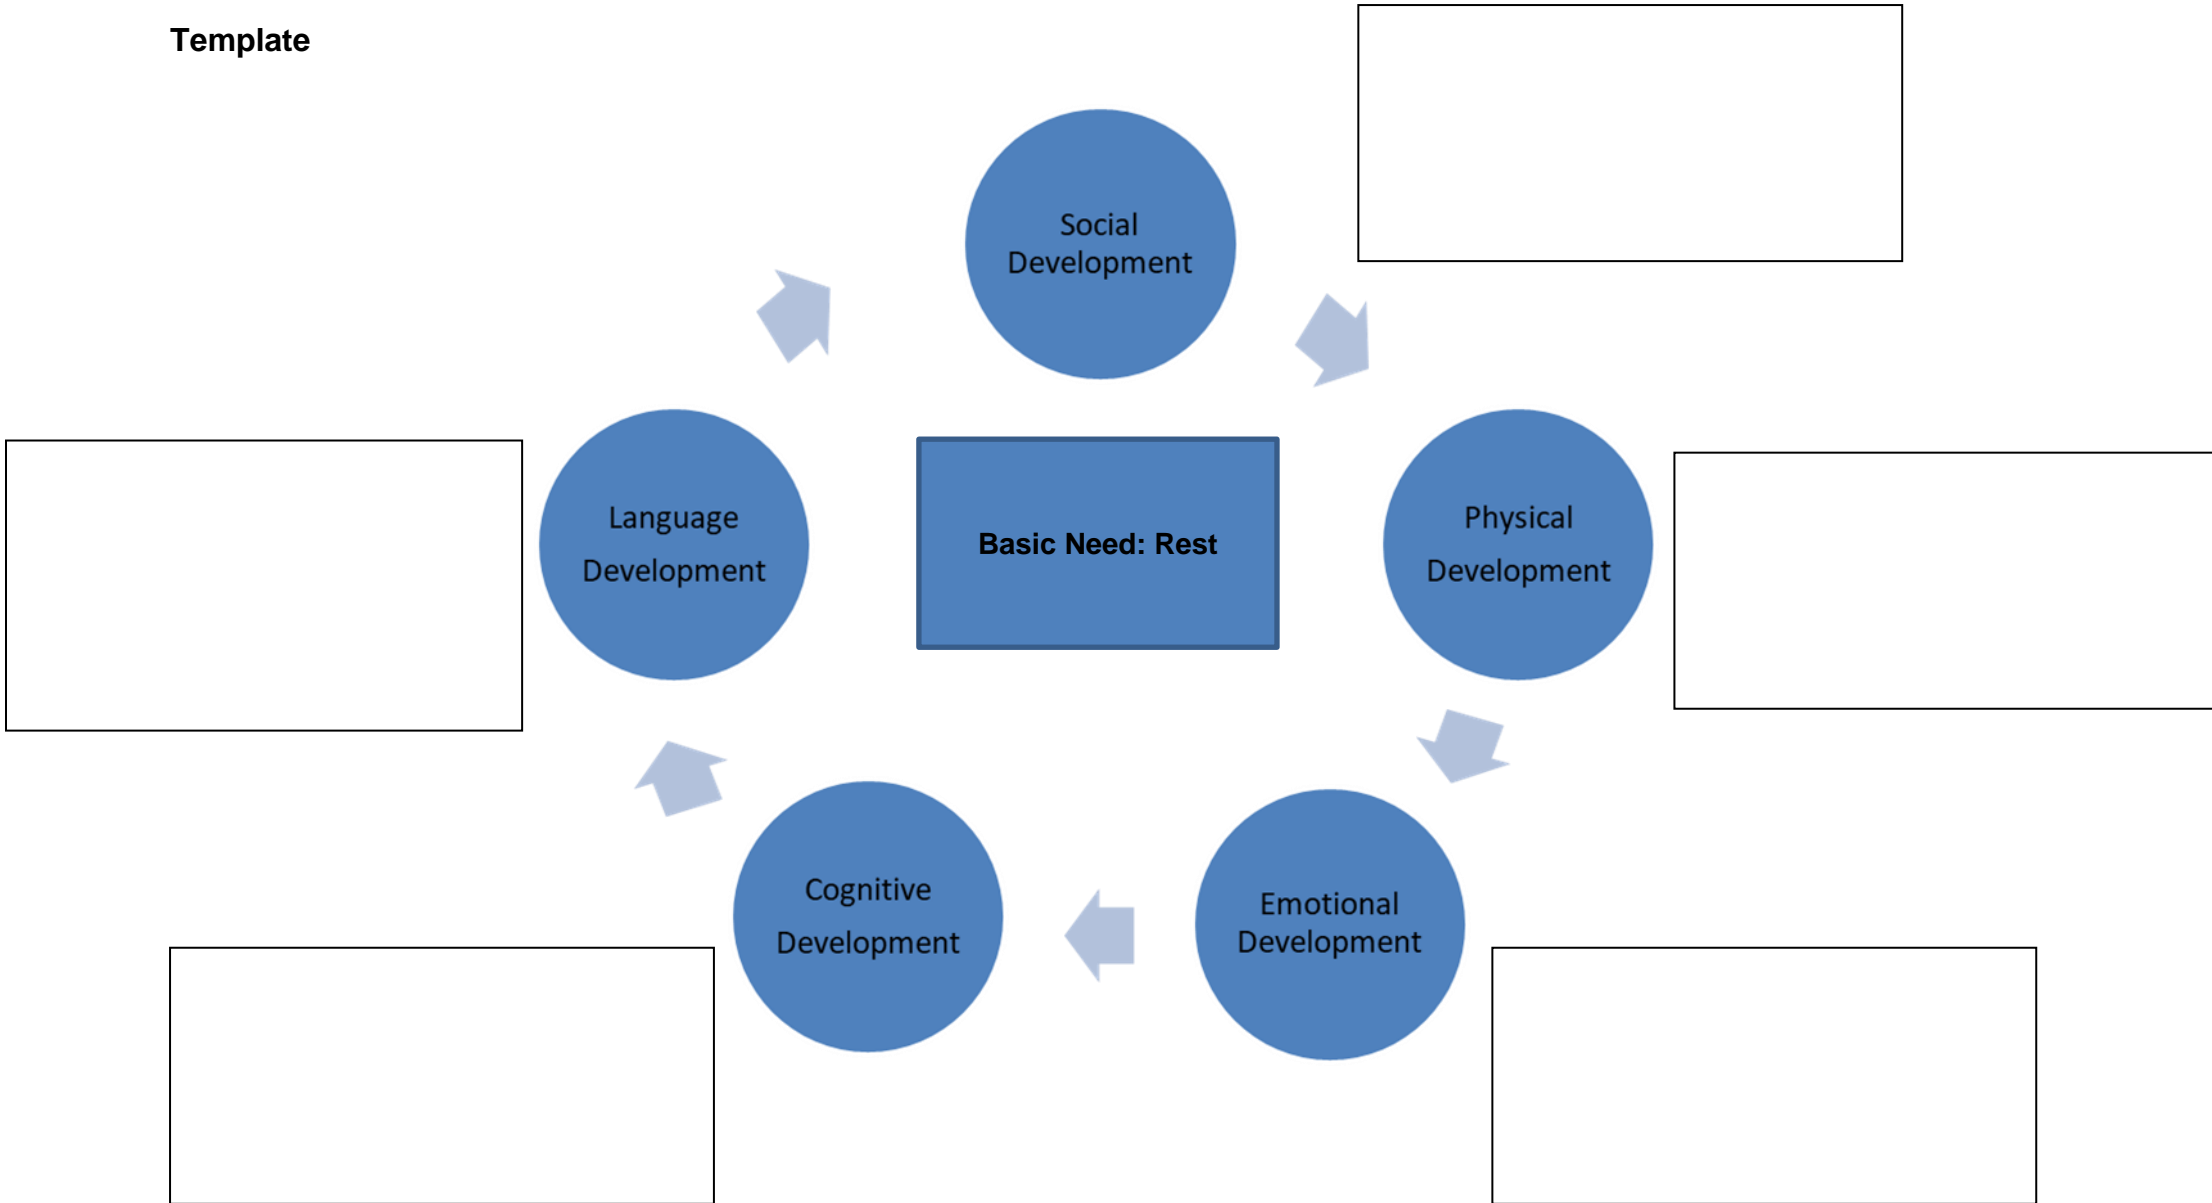 Template
Social
Development
Language
Development
Basic Need: Rest
Physical
Development
Cognitive
Development
Emotional
Development